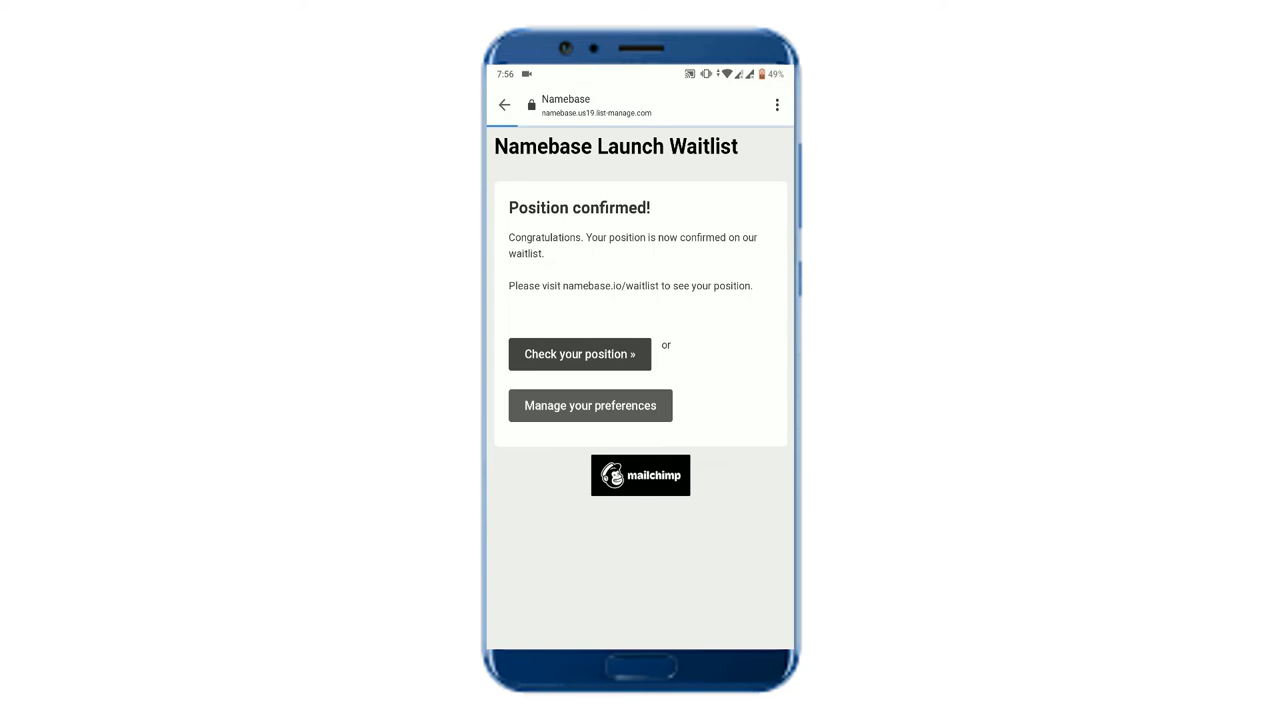 7:56
49%
Namebase
namebase.us19.list-manage.com
Namebase Launch Waitlist
Position confirmed!
Congratulations. Your position is now confirmed on our
waitlist.
Please visit namebase.io/waitlist to see your position.
Check your position »
or
Manage your preferences
mailchimp